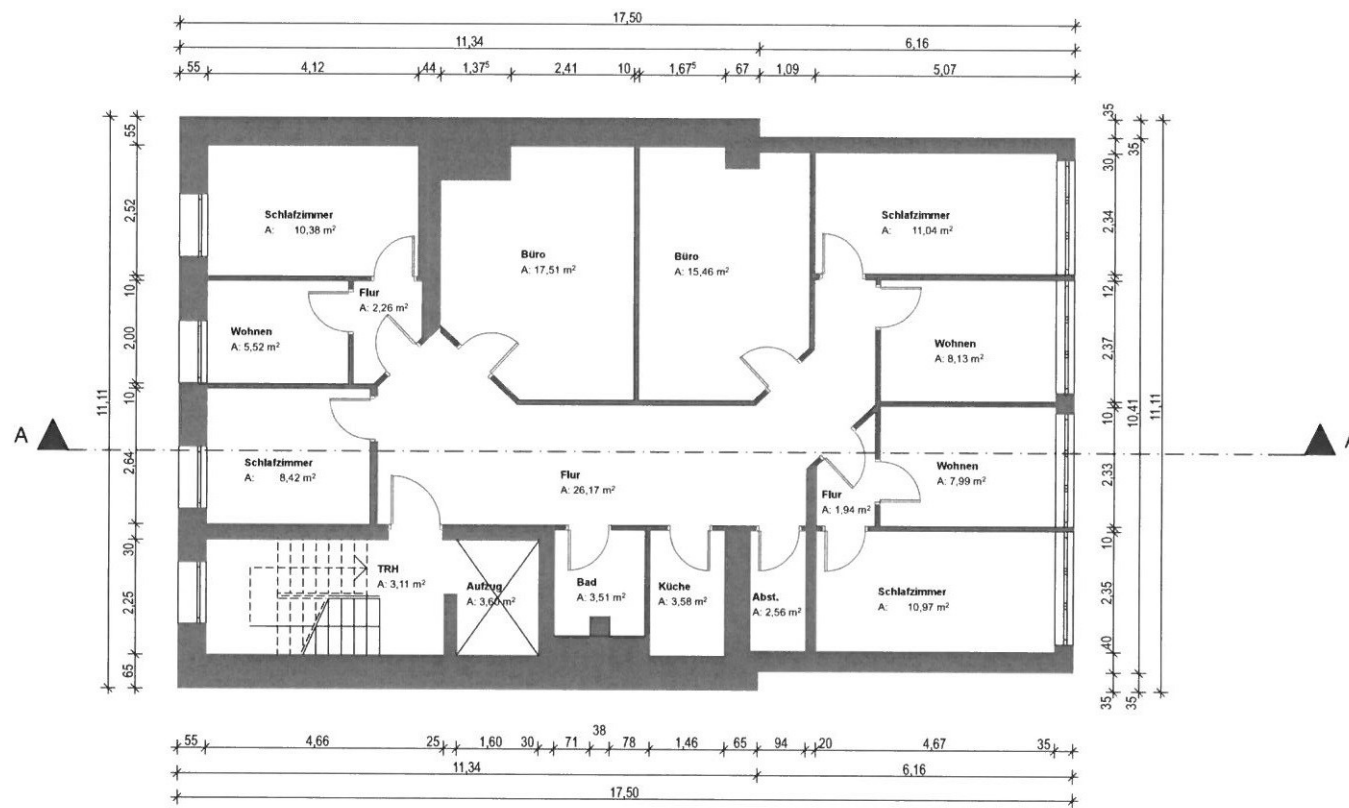 17,50
11,34
6,16
55
4,12
44
1,37⁵
2,41
10
1,67⁵
67
1,09
5,07
11,11
55
2,52
10
2,00
10
2,64
30
2,25
65
Schlafzimmer
A: 10,38 m²
Büro
A: 17,51 m²
Büro
A: 15,46 m²
Schlafzimmer
A: 11,04 m²
Flur
A: 2,26 m²
Wohnen
A: 5,52 m²
Wohnen
A: 8,13 m²
Schlafzimmer
A: 8,42 m²
Flur
A: 26,17 m²
Wohnen
A: 7,99 m²
Flur
A: 1,94 m²
TRH
A: 3,11 m²
Aufzug
A: 3,60 m²
Bad
A: 3,51 m²
Küche
A: 3,58 m²
Abst.
A: 2,56 m²
Schlafzimmer
A: 10,97 m²
A
A
35
30
2,34
12
2,37
10
2,33
10
2,35
40
35
35
10,41
35
11,11
55
4,66
25
1,60
30
71
38
78
1,46
65
94
20
4,67
35
11,34
6,16
17,50